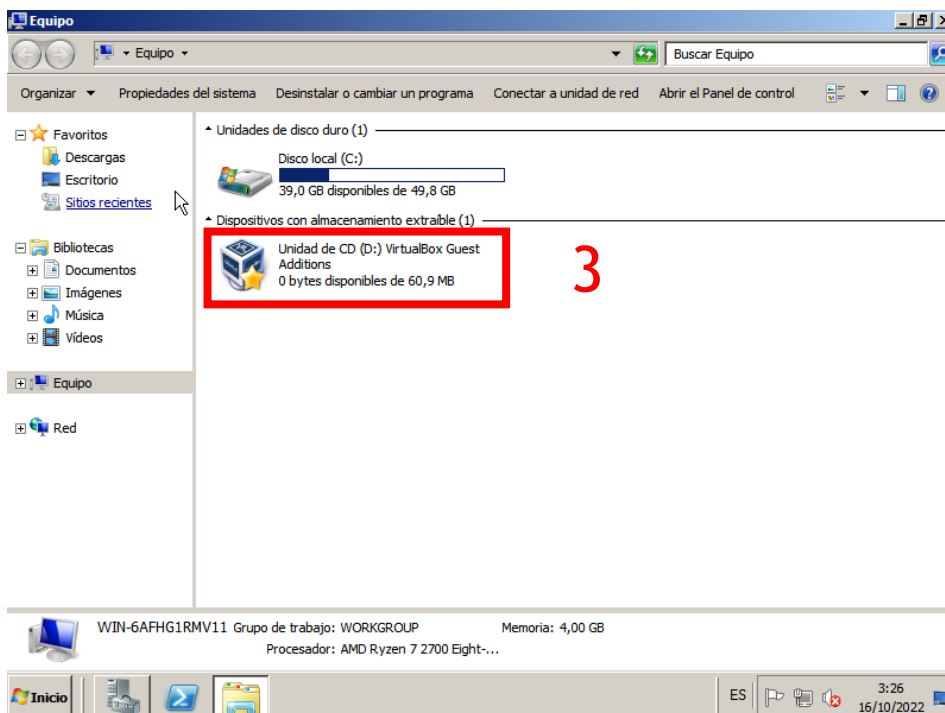 Equipo
Equipo
Buscar Equipo
Organizar
Propiedades del sistema
Desinstalar o cambiar un programa
Conectar a unidad de red
Abrir el Panel de control
Favoritos
Descargas
Escritorio
Sitios recientes
Bibliotecas
Documentos
Imágenes
Música
Vídeos
Equipo
Red
Unidades de disco duro (1)
Disco local (C:)
39,0 GB disponibles de 49,8 GB
Dispositivos con almacenamiento extraíble (1)
Unidad de CD (D:) VirtualBox Guest
Additions
0 bytes disponibles de 60,9 MB
3
WIN-6AFHG1RMV11 Grupo de trabajo: WORKGROUP Memoria: 4,00 GB
Procesador: AMD Ryzen 7 2700 Eight-...
Inicio
ES
3:26
16/10/2022